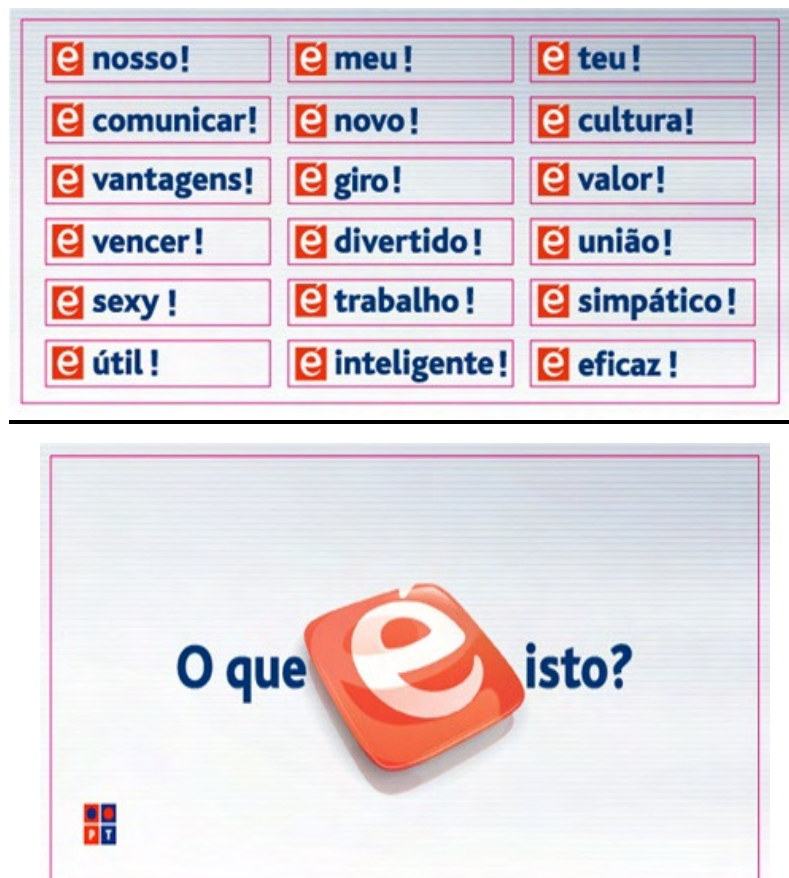 é nosso! é meu! é teu!
é comunicar! é novo! é cultura!
é vantagens! é giro! é valor!
é vencer! é divertido! é união!
é sexy! é trabalho! é simpático!
é útil! é inteligente! é eficaz!
O que é isto?
P T